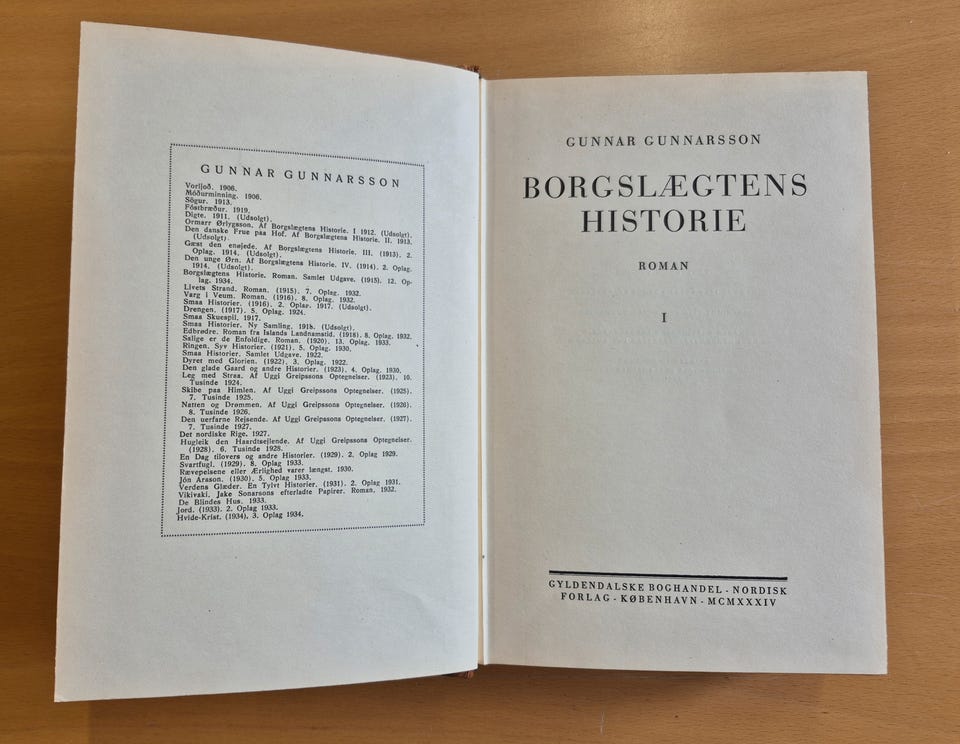 GUNNAR GUNNARSSON
Vorljoð. 1906.
Móðurminning. 1906.
Sögur. 1913.
Fóstbræður. 1919.
Digte. 1911. (Udsolgt).
Ormarr Ørlygsson. Af Borgslægtens Historie. I 1912. (Udsolgt).
Den danske Frue paa Hof. Af Borgslægtens Historie. II. 1913.
(Udsolgt).
Gæst den enøjede. Af Borgslægtens Historie. III. (1913). 2.
Oplag. 1914. (Udsolgt).
Den unge Ørn. Af Borgslægtens Historie. IV. (1914). 2. Oplag.
1914. (Udsolgt).
Borgslægtens Historie. Roman. Samlet Udgave. (1915). 12. Op-
lag. 1934.
Livets Strand. Roman. (1915). 7. Oplag. 1932.
Varg i Veum. Roman. (1916). 8. Oplag. 1932.
Smaa Historier. (1916). 2. Oplag. 1917. (Udsolgt).
Drengen. (1917). 5. Oplag. 1924.
Smaa Skuespil. 1917.
Smaa Historier. Ny Samling. 1918. (Udsolgt).
Edbrødre. Roman fra Islands Landnamstid. (1918). 8. Oplag. 1932.
Salige er de Enfoldige. Roman. (1920). 13. Oplag. 1933.
Ringen. Syv Historier. (1921). 5. Oplag. 1930.
Smaa Historier. Samlet Udgave. 1922.
Dyret med Glorien. (1922). 3. Oplag. 1922.
Den glade Gaard og andre Historier. (1923). 4. Oplag. 1930.
Leg med Straa. Af Uggi Greipssons Optegnelser. (1923). 10.
Tusinde 1924.
Skibe paa Himlen. Af Uggi Greipssons Optegnelser. (1925).
7. Tusinde 1925.
Natten og Drømmen. Af Uggi Greipssons Optegnelser. (1926).
8. Tusinde 1926.
Den uerfarne Rejsende. Af Uggi Greipssons Optegnelser. (1927).
7. Tusinde 1927.
Det nordiske Rige. 1927.
Hugleik den Haardtsejlende. Af Uggi Greipssons Optegnelser.
(1928). 6. Tusinde 1928.
En Dag tilovers og andre Historier. (1929). 2. Oplag 1929.
Svartfugl. (1929). 8. Oplag 1933.
Rævepelsene eller Ærlighed varer længst. 1930.
Jón Arason. (1930). 5. Oplag 1933.
Verdens Glæder. En Tylvt Historier. (1931). 2. Oplag 1931.
Vikivaki. Jake Sonarsons efterladte Papirer. Roman. 1932.
De Blindes Hus. 1933.
Jord. (1933). 2. Oplag 1933.
Hvide-Krist. (1934). 3. Oplag 1934.
GUNNAR GUNNARSSON
BORGSLÆGTENS
HISTORIE
ROMAN
I
GYLDENDALSKE BOGHANDEL - NORDISK
FORLAG - KØBENHAVN - MCMXXXIV